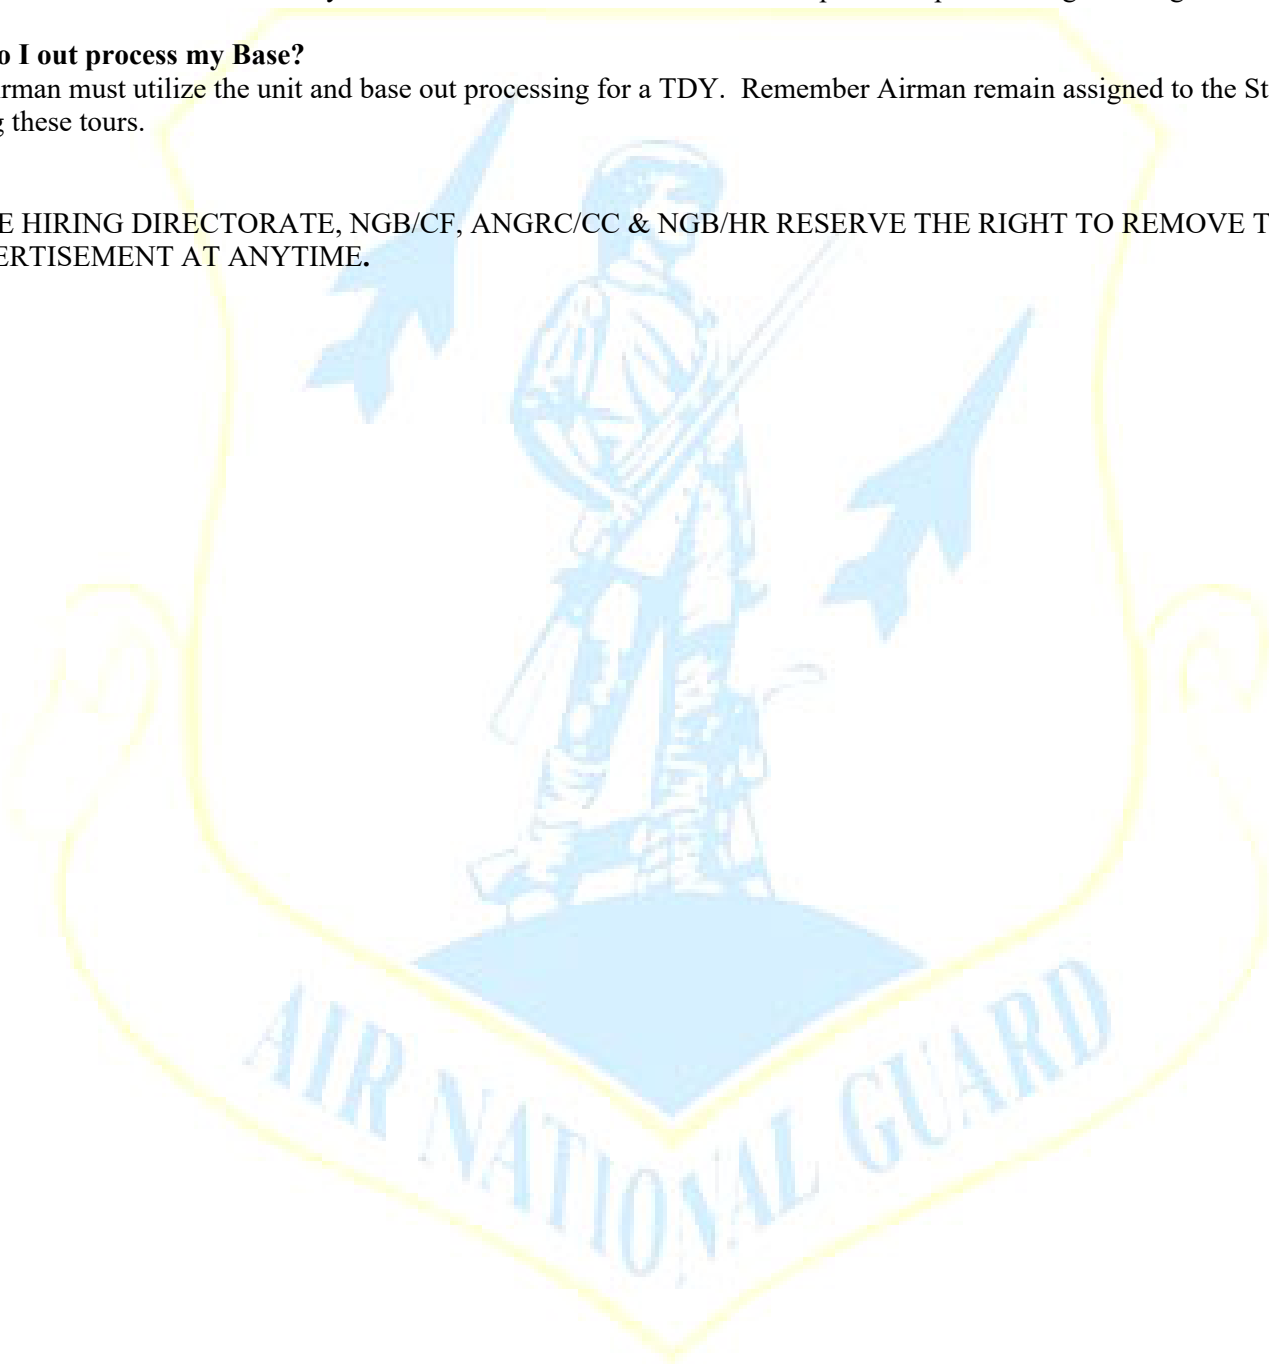 o I out process my Base?
rman must utilize the unit and base out processing for a TDY. Remember Airman remain assigned to the St
g these tours.
E HIRING DIRECTORATE, NGB/CF, ANGRC/CC & NGB/HR RESERVE THE RIGHT TO REMOVE T
ERTISEMENT AT ANYTIME.
AIR NATIONAL GUARD